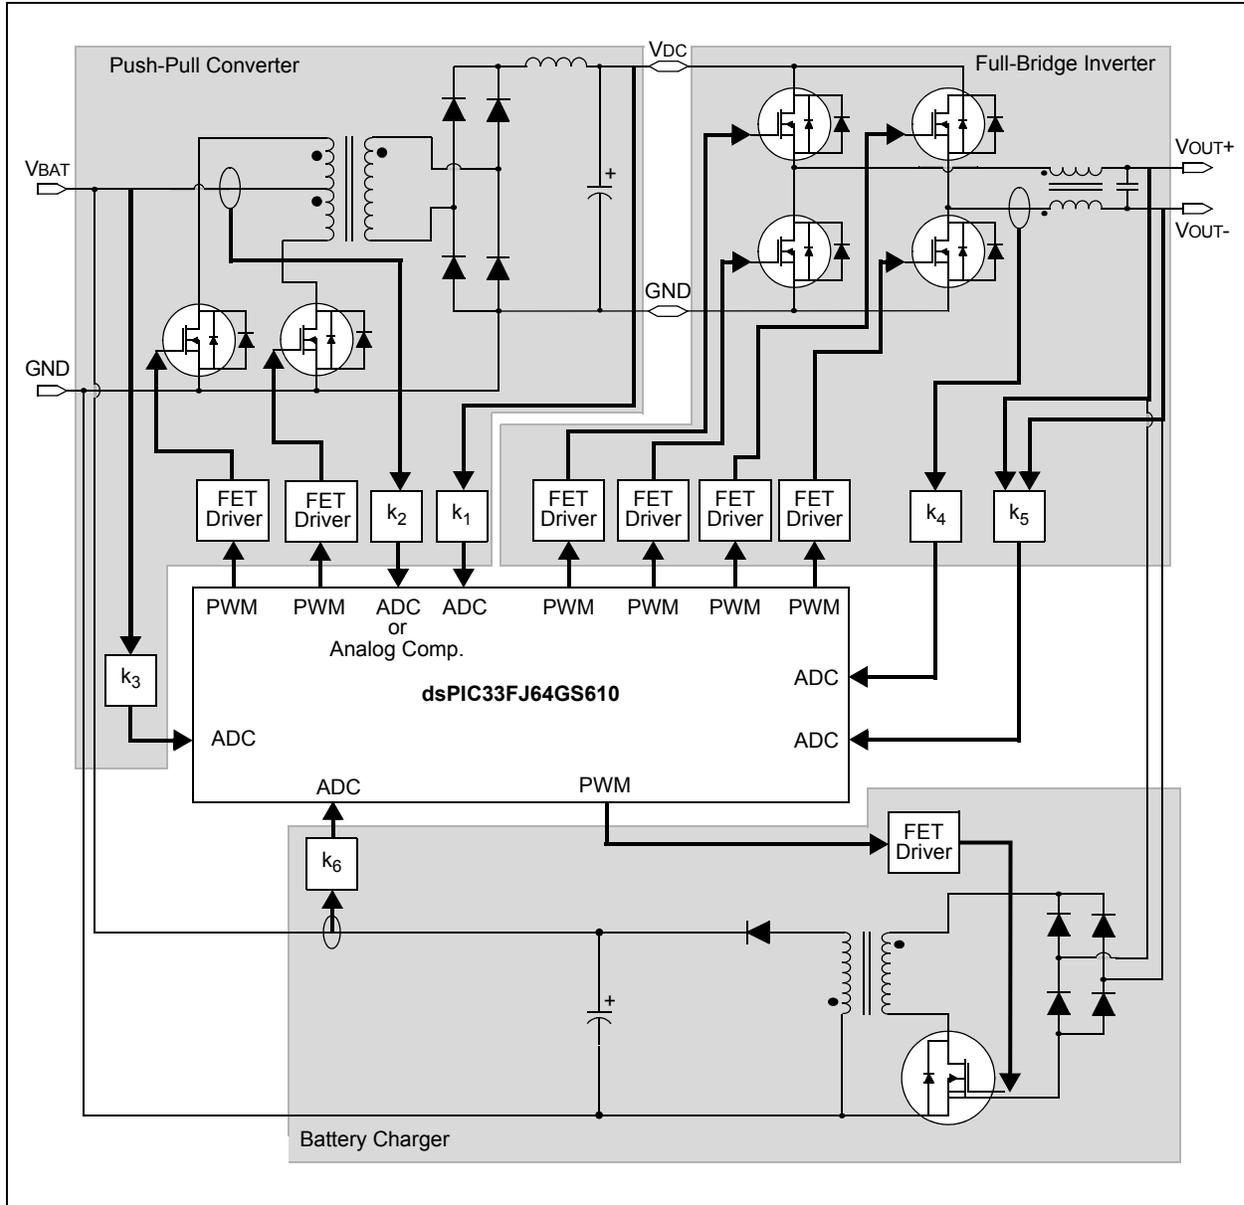 Push-Pull Converter
VDC
Full-Bridge Inverter
VBAT
VOUT+
+
VOUT-
GND
GND
FET
Driver
FET
Driver
k2
k1
FET
Driver
FET
Driver
FET
Driver
FET
Driver
k4
k5
PWM
PWM
ADC
or
Analog Comp.
ADC
PWM
PWM
PWM
PWM
k3
ADC
dsPIC33FJ64GS610
ADC
ADC
ADC
PWM
k6
FET
Driver
+
Battery Charger